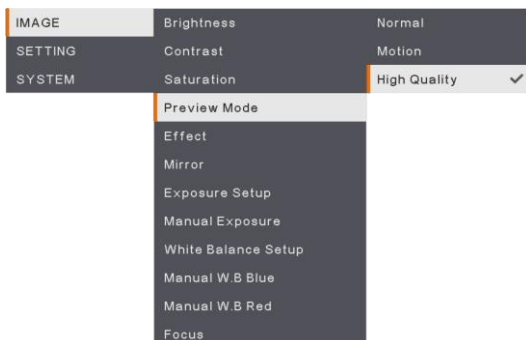 IMAGE
SETTING
SYSTEM
Brightness
Contrast
Saturation
Preview Mode
Effect
Mirror
Exposure Setup
Manual Exposure
White Balance Setup
Manual W.B Blue
Manual W.B Red
Focus
Normal
Motion
High Quality